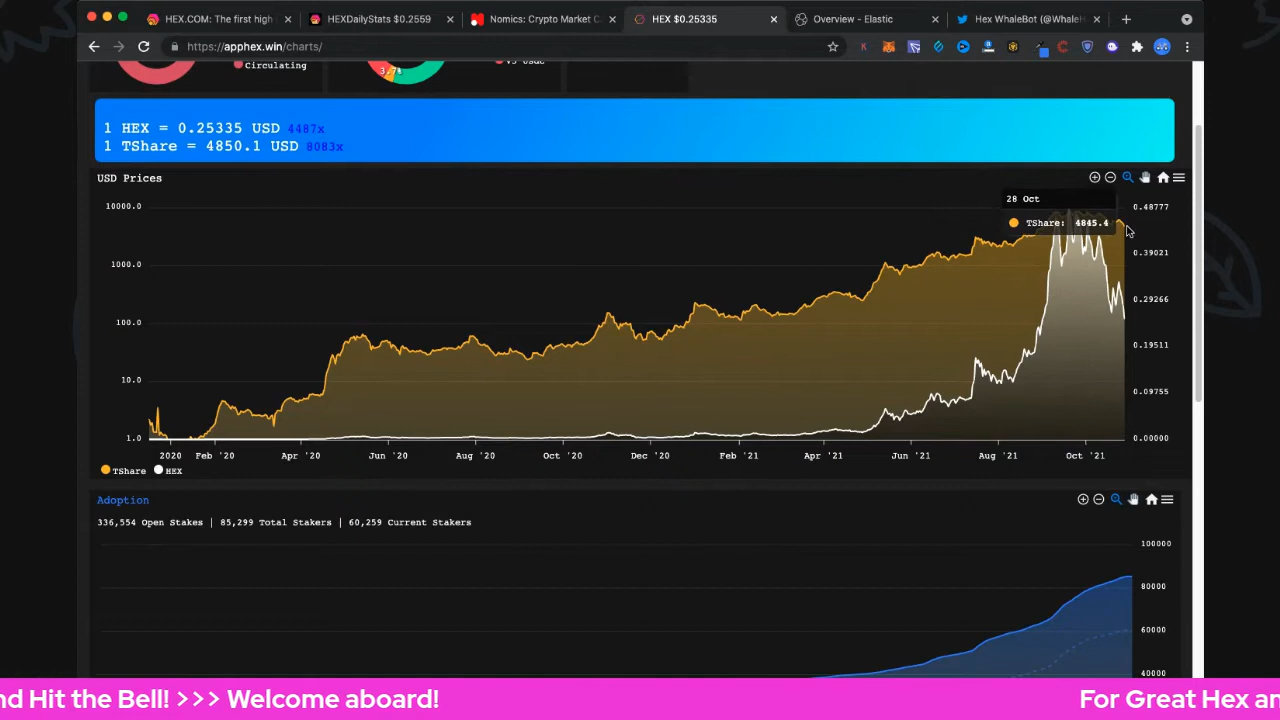 HEX.COM: The first high
HEXDailyStats $0.2559
Nomics: Crypto Market C
HEX $0.25335
Overview - Elastic
Hex WhaleBot (@WhaleH
https://apphex.win/charts/
Circulating
3.7%
V3 Usdc
1 HEX = 0.25335 USD 4487x
1 TShare = 4850.1 USD 8083x
USD Prices
28 Oct
TShare: 4845.4
10000.0
1000.0
100.0
10.0
1.0
0.48777
0.39021
0.29266
0.19511
0.09755
0.00000
2020 Feb '20 Apr '20 Jun '20 Aug '20 Oct '20 Dec '20 Feb '21 Apr '21 Jun '21 Aug '21 Oct '21
TShare HEX
Adoption
336,554 Open Stakes | 85,299 Total Stakers | 60,259 Current Stakers
100000
80000
60000
40000
nd Hit the Bell! >>> Welcome aboard! For Great Hex an